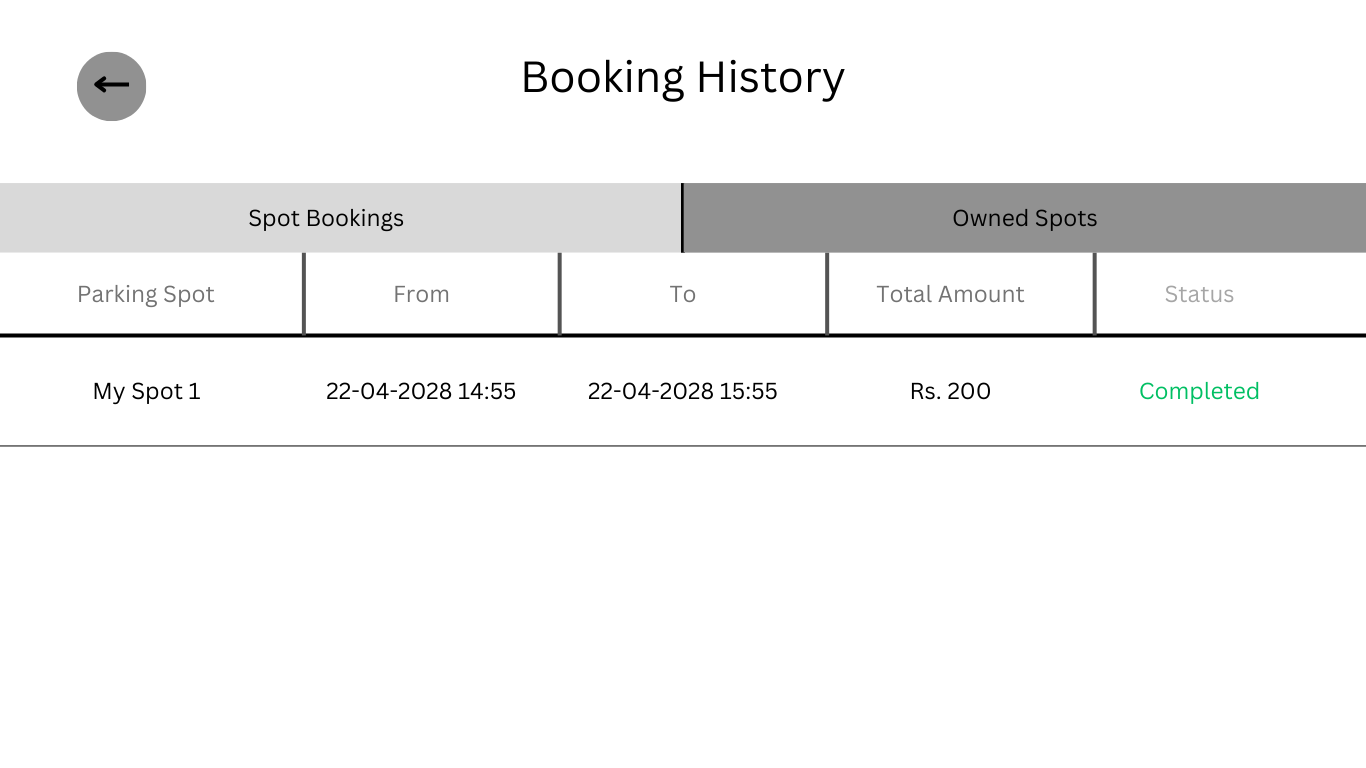 Booking History
Spot Bookings Owned Spots
Parking Spot From To Total Amount Status
My Spot 1 22-04-2028 14:55 22-04-2028 15:55 Rs. 200 Completed